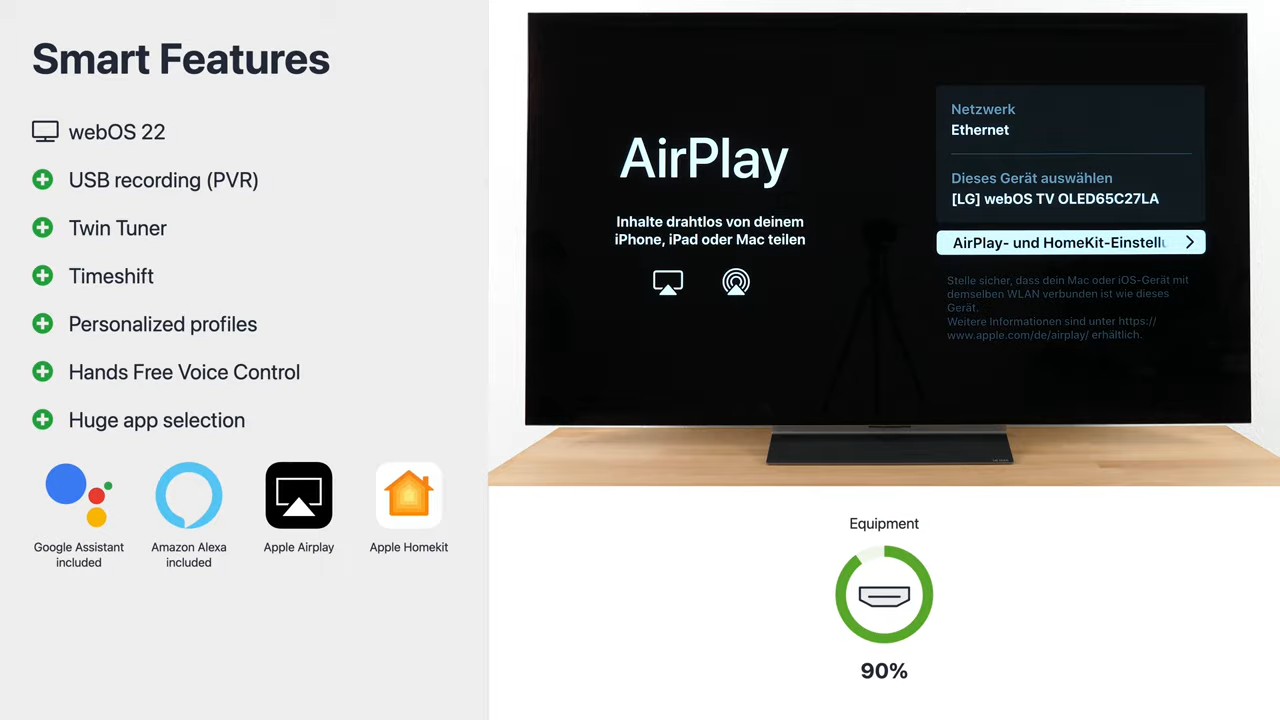 Smart Features
webOS 22
USB recording (PVR)
Twin Tuner
Timeshift
Personalized profiles
Hands Free Voice Control
Huge app selection
Google Assistant
included
Amazon Alexa
included
Apple Airplay
Apple Homekit
AirPlay
Inhalte drahtlos von deinem
iPhone, iPad oder Mac teilen
Netzwerk
Ethernet
Dieses Gerät auswählen
[LG] webOS TV OLED65C27LA
AirPlay- und HomeKit-Einstellu
Stelle sicher, dass dein Mac oder iOS-Gerät mit
demselben WLAN verbunden ist wie dieses
Gerät.
Weitere Informationen sind unter https://
www.apple.com/de/airplay/ erhältlich.
Equipment
90%